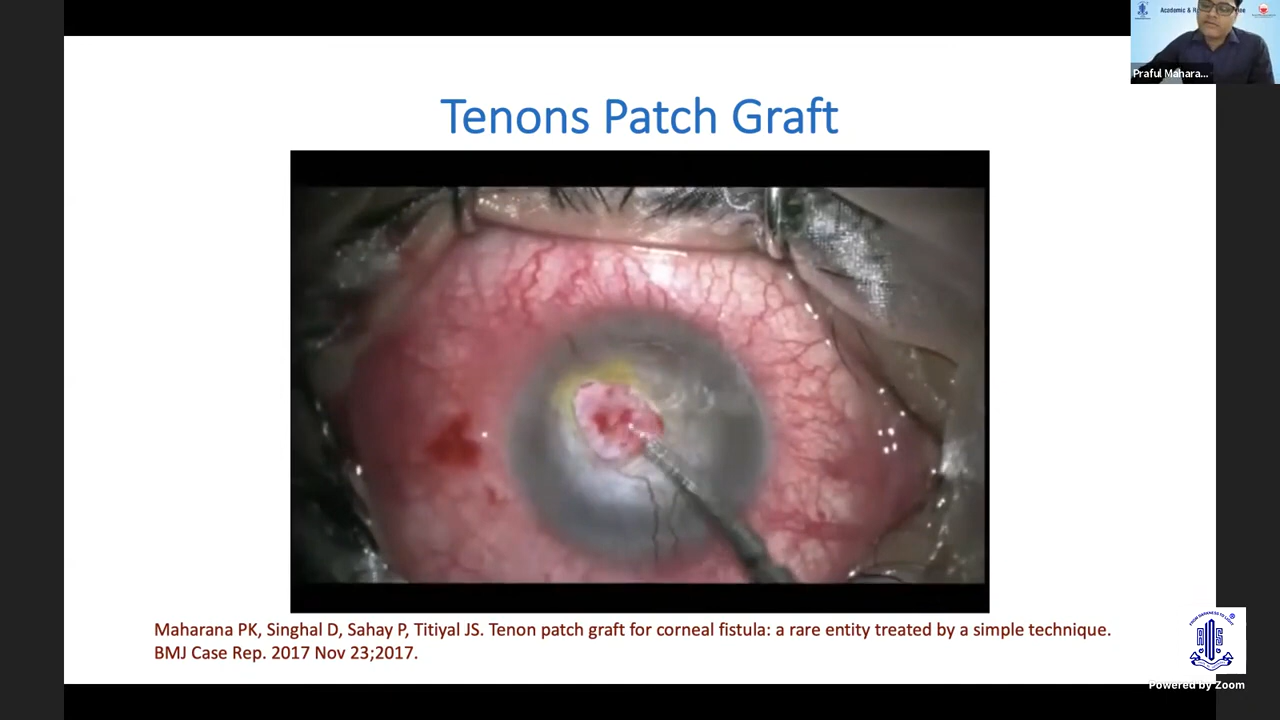 Praful Mahara...
Tenons Patch Graft
Maharana PK, Singhal D, Sahay P, Titiyal JS. Tenon patch graft for corneal fistula: a rare entity treated by a simple technique.
BMJ Case Rep. 2017 Nov 23;2017.
Powered by Zoom